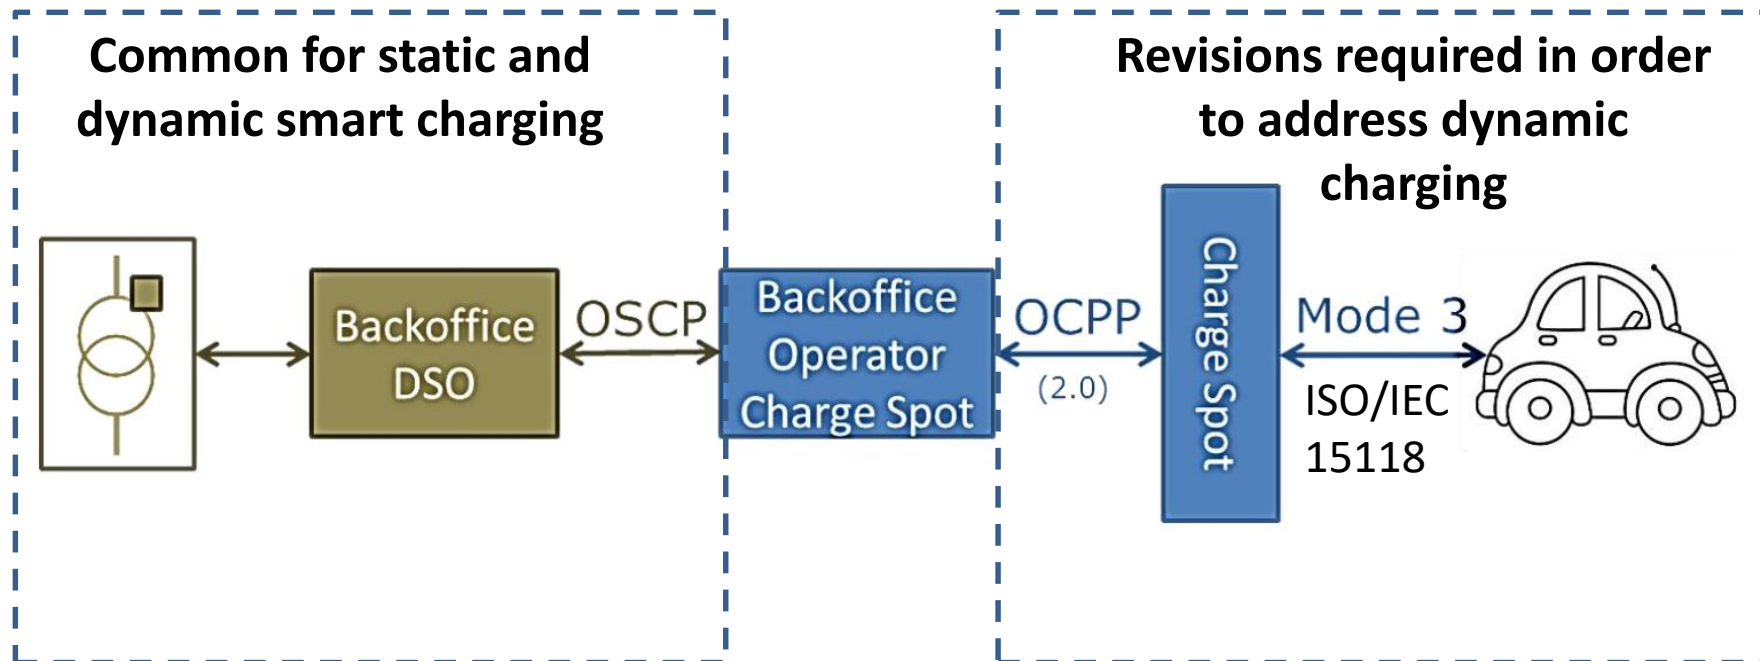 Common for static and
dynamic smart charging
Revisions required in order
to address dynamic
charging
Backoffice
DSO
OSCP
Backoffice
Operator
Charge Spot
OCPP
(2.0)
Charge Spot
Mode 3
ISO/IEC
15118